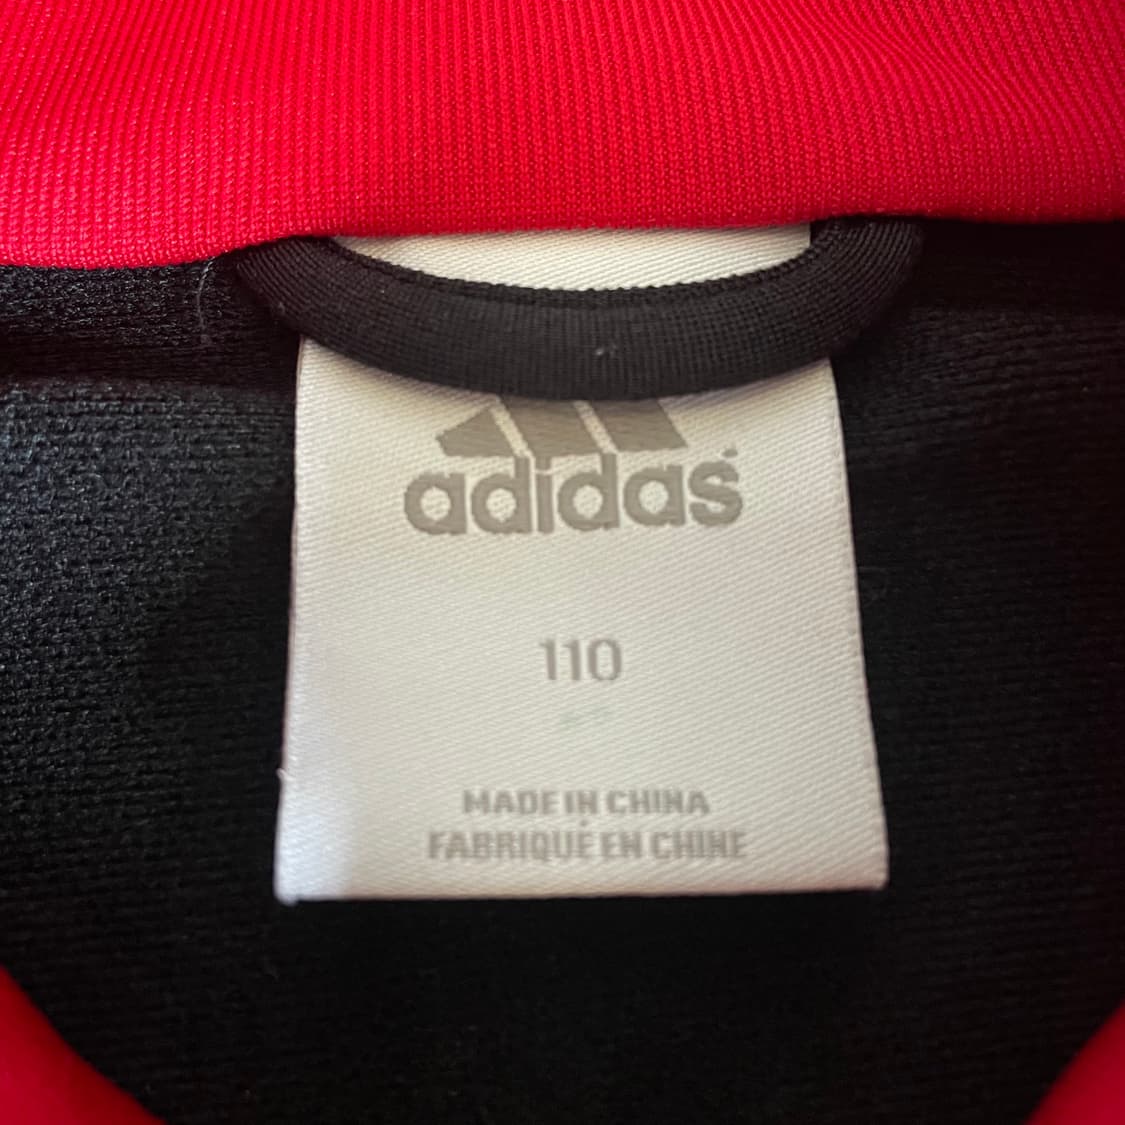 adidas
110
MADE IN CHINA
FABRIQUÉ EN CHINE